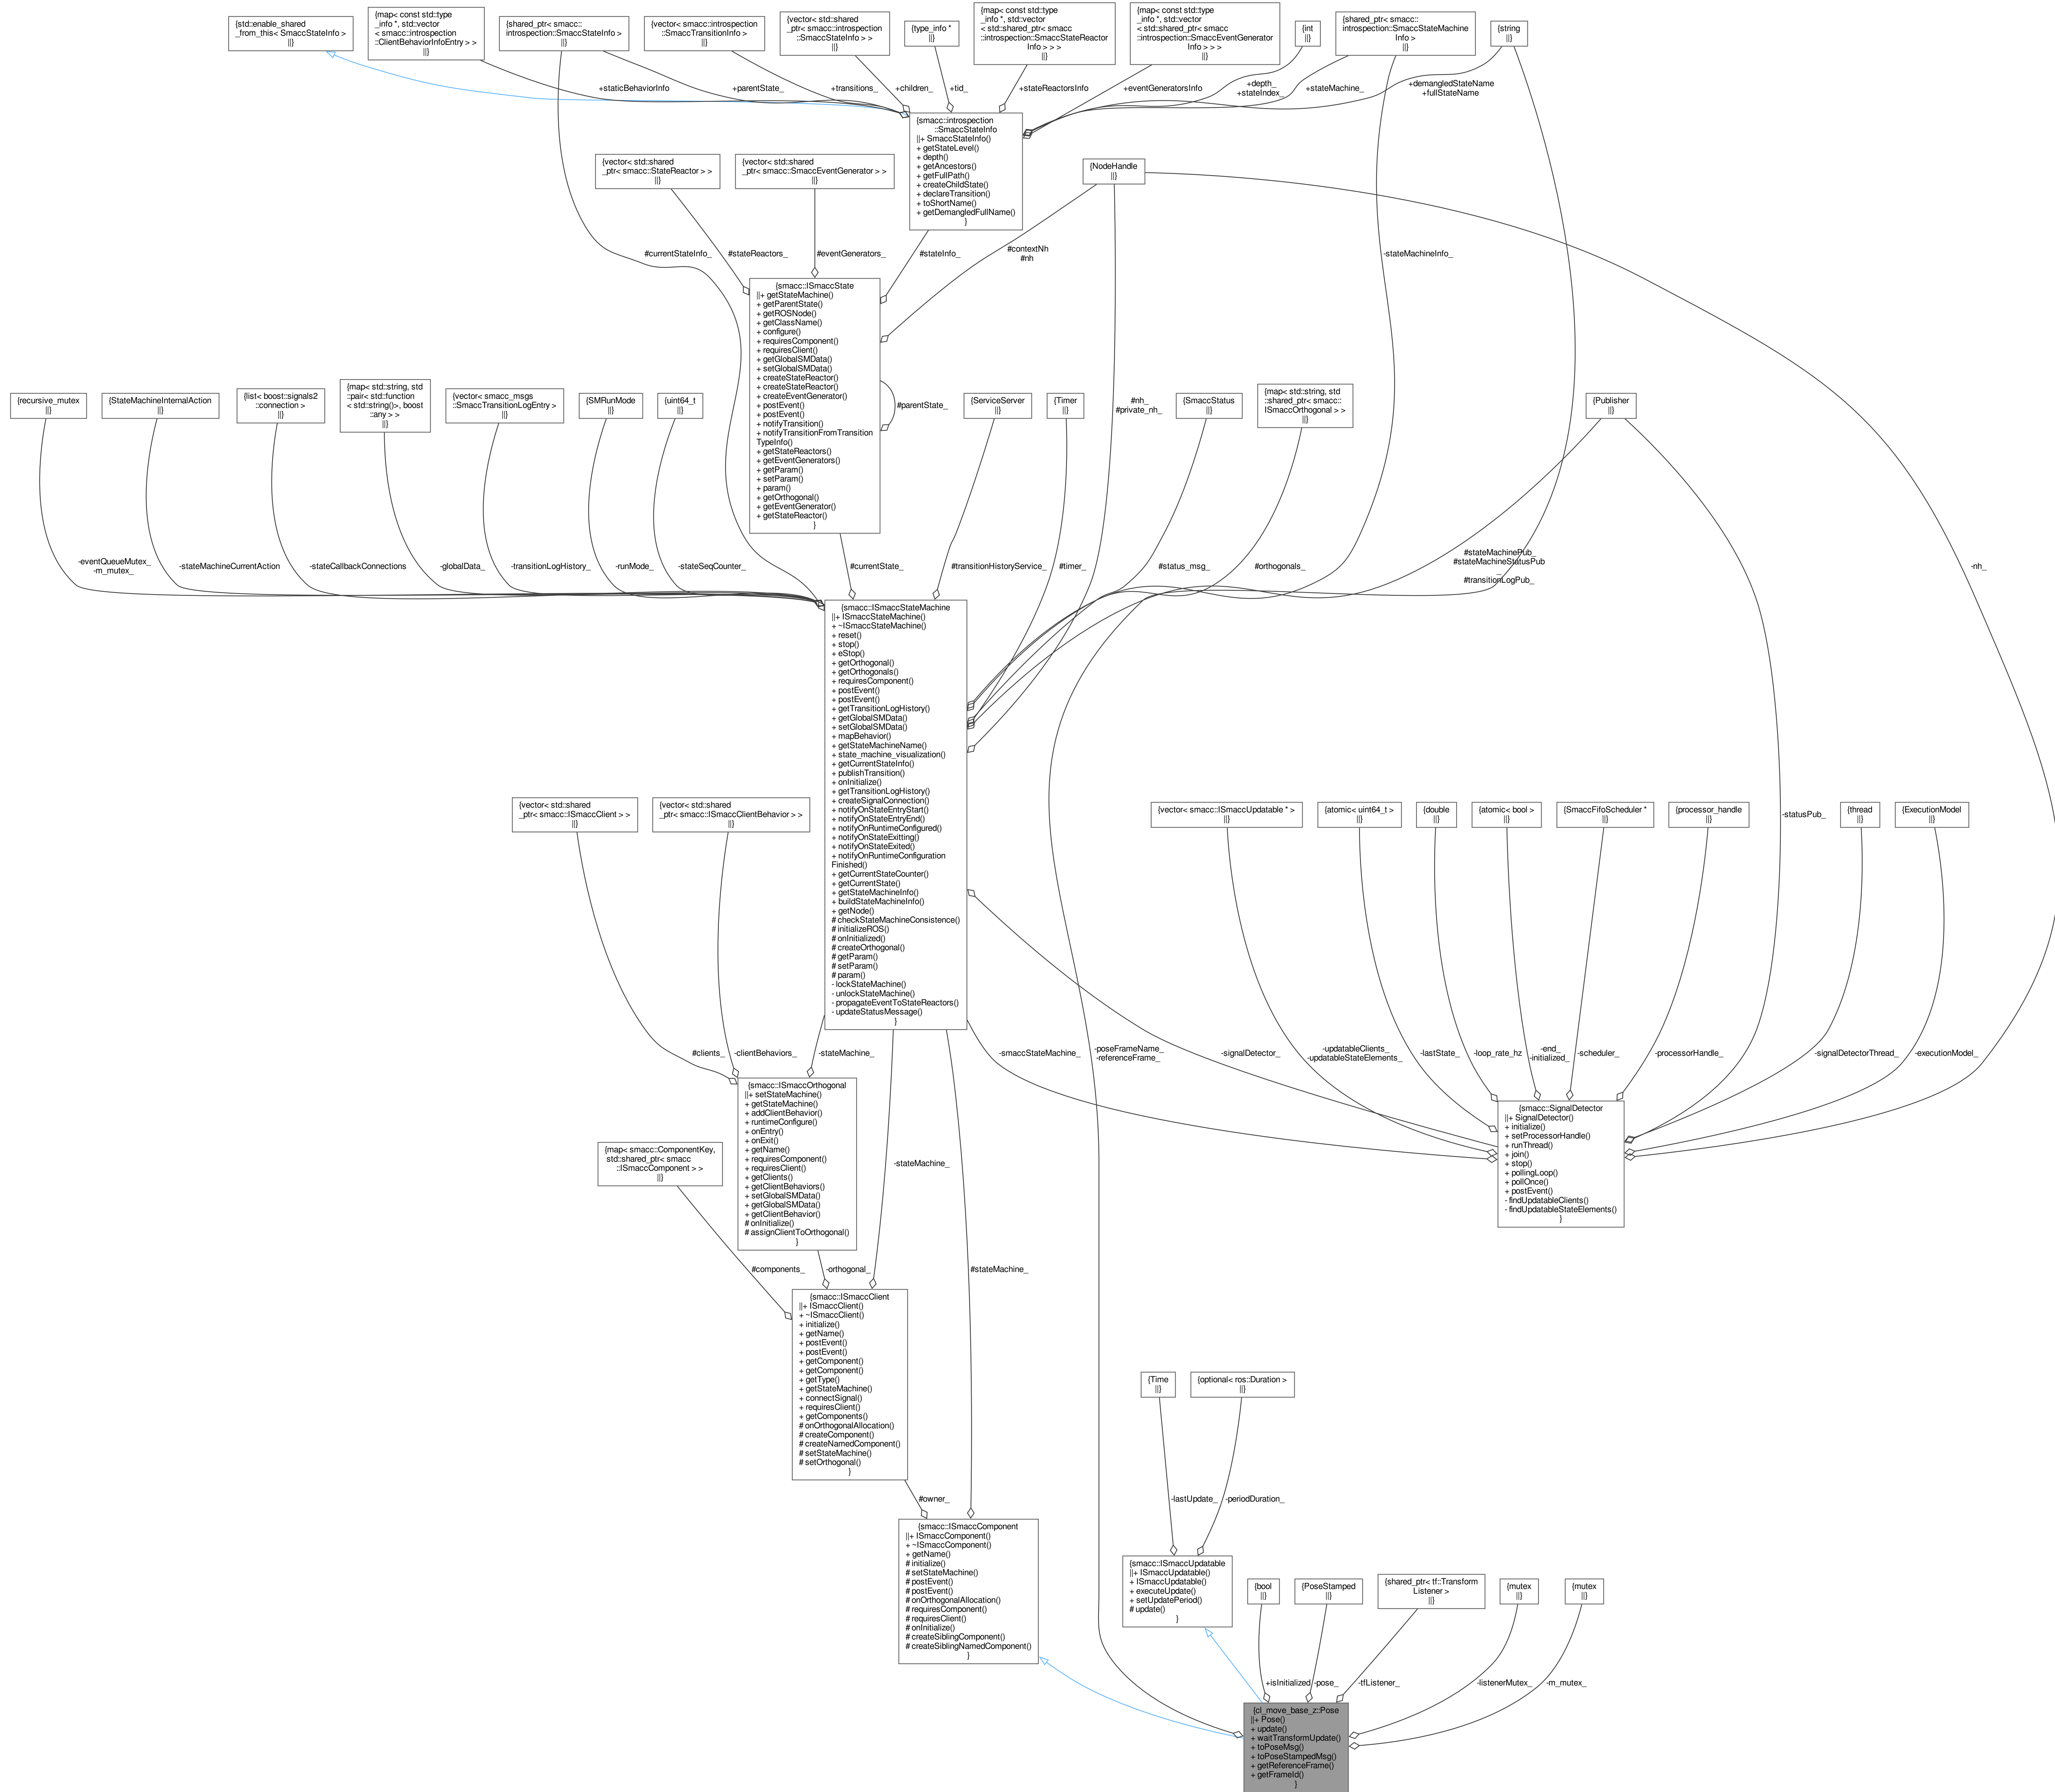 {std::enable_shared
_from_this< SmaccStateInfo >
||}
{map< const std::type
_info *, std::vector
< smacc::introspection
::ClientBehaviorInfoEntry > >
||}
{shared_ptr< smacc::
introspection::SmaccStateInfo >
||}
{vector< smacc::introspection
::SmaccTransitionInfo >
||}
{vector< std::shared
_ptr< smacc::introspection
::SmaccStateInfo > >
||}
{type_info *
||}
{map< const std::type
_info *, std::vector
< std::shared_ptr< smacc
::introspection::SmaccStateReactor
Info > > >
||}
{map< const std::type
_info *, std::vector
< std::shared_ptr< smacc
::introspection::SmaccEventGenerator
Info > > >
||}
{int
||}
{shared_ptr< smacc::
introspection::SmaccStateMachine
Info >
||}
{string
||}
+staticBehaviorInfo
+parentState_
+transitions_
+children_
+tid_
+stateReactorsInfo
+eventGeneratorsInfo
+depth_
+stateIndex_
+stateMachine_
+demangledStateName
+fullStateName
{smacc::introspection
::SmaccStateInfo
||+ SmaccStateInfo()
+ getStateLevel()
+ depth()
+ getAncestors()
+ getFullPath()
+ createChildState()
+ declareTransition()
+ toShortName()
+ getDemangledFullName()
}
{vector< std::shared
_ptr< smacc::StateReactor > >
||}
{vector< std::shared
_ptr< smacc::SmaccEventGenerator > >
||}
{NodeHandle
||}
#currentStateInfo_
#stateReactors_
#eventGenerators_
#stateInfo_
#contextNh
#nh
-stateMachineInfo_
{smacc::ISmaccState
||+ getStateMachine()
+ getParentState()
+ getROSNode()
+ getClassName()
+ configure()
+ requiresComponent()
+ requiresClient()
+ getGlobalSMData()
+ setGlobalSMData()
+ createStateReactor()
+ createStateReactor()
+ createEventGenerator()
+ postEvent()
+ postEvent()
+ notifyTransition()
+ notifyTransitionFromTransition
TypeInfo()
+ getStateReactors()
+ getEventGenerators()
+ getParam()
+ setParam()
+ param()
+ getOrthogonal()
+ getEventGenerator()
+ getStateReactor()
}
#parentState_
{recursive_mutex
||}
{StateMachineInternalAction
||}
{list< boost::signals2
::connection >
||}
{map< std::string, std
::pair< std::function
< std::string()>, boost
::any > >
||}
{vector< smacc_msgs
::SmaccTransitionLogEntry >
||}
{SMRunMode
||}
{uint64_t
||}
{ServiceServer
||}
{Timer
||}
#nh_
#private_nh_
{SmaccStatus
||}
{map< std::string, std
::shared_ptr< smacc::
ISmaccOrthogonal > >
||}
{Publisher
||}
-eventQueueMutex_
-m_mutex_
-stateMachineCurrentAction
-stateCallbackConnections
-globalData_
-transitionLogHistory_
-runMode_
-stateSeqCounter_
#currentState_
#transitionHistoryService_
#timer_
#status_msg_
#orthogonals_
#stateMachinePub_
#stateMachineStatusPub
_
#transitionLogPub_
-nh_
{smacc::ISmaccStateMachine
||+ ISmaccStateMachine()
+ ~ISmaccStateMachine()
+ reset()
+ stop()
+ eStop()
+ getOrthogonal()
+ getOrthogonals()
+ requiresComponent()
+ postEvent()
+ postEvent()
+ getTransitionLogHistory()
+ getGlobalSMData()
+ setGlobalSMData()
+ mapBehavior()
+ getStateMachineName()
+ state_machine_visualization()
+ getCurrentStateInfo()
+ publishTransition()
+ onInitialize()
+ getTransitionLogHistory()
+ createSignalConnection()
+ notifyOnStateEntryStart()
+ notifyOnStateEntryEnd()
+ notifyOnRuntimeConfigured()
+ notifyOnStateExitting()
+ notifyOnStateExited()
+ notifyOnRuntimeConfiguration
Finished()
+ getCurrentStateCounter()
+ getCurrentState()
+ getStateMachineInfo()
+ buildStateMachineInfo()
+ getNode()
# checkStateMachineConsistence()
# initializeROS()
# onInitialized()
# createOrthogonal()
# getParam()
# setParam()
# param()
- lockStateMachine()
- unlockStateMachine()
- propagateEventToStateReactors()
- updateStatusMessage()
}
{vector< std::shared
_ptr< smacc::ISmaccClient > >
||}
{vector< std::shared
_ptr< smacc::ISmaccClientBehavior > >
||}
{vector< smacc::ISmaccUpdatable * >
||}
{atomic< uint64_t >
||}
{double
||}
{atomic< bool >
||}
{SmaccFifoScheduler *
||}
{processor_handle
||}
-statusPub_
{thread
||}
{ExecutionModel
||}
#clients_
-clientBehaviors_
-stateMachine_
-smaccStateMachine_
-poseFrameName_
-referenceFrame_
-signalDetector_
-updatableClients_
-updatableStateElements_
-lastState_
-loop_rate_hz
-end_
-initialized_
-scheduler_
-processorHandle_
-signalDetectorThread_
-executionModel_
{smacc::ISmaccOrthogonal
||+ setStateMachine()
+ getStateMachine()
+ addClientBehavior()
+ runtimeConfigure()
+ onEntry()
+ onExit()
+ getName()
+ requiresComponent()
+ requiresClient()
+ getClients()
+ getClientBehaviors()
+ setGlobalSMData()
+ getGlobalSMData()
+ getClientBehavior()
# onInitialize()
# assignClientToOrthogonal()
}
{smacc::SignalDetector
||+ SignalDetector()
+ initialize()
+ setProcessorHandle()
+ runThread()
+ join()
+ stop()
+ pollingLoop()
+ pollOnce()
+ postEvent()
- findUpdatableClients()
- findUpdatableStateElements()
}
{map< smacc::ComponentKey,
std::shared_ptr< smacc
::ISmaccComponent > >
||}
-stateMachine_
#components_
-orthogonal_
#stateMachine_
{smacc::ISmaccClient
||+ ISmaccClient()
+ ~ISmaccClient()
+ initialize()
+ getName()
+ postEvent()
+ postEvent()
+ getComponent()
+ getComponent()
+ getType()
+ getStateMachine()
+ connectSignal()
+ requiresClient()
+ getComponents()
# onOrthogonalAllocation()
# createComponent()
# createNamedComponent()
# setStateMachine()
# setOrthogonal()
}
{Time
||}
{optional< ros::Duration >
||}
#owner_
-lastUpdate_
-periodDuration_
{smacc::ISmaccComponent
||+ ISmaccComponent()
+ ~ISmaccComponent()
+ getName()
# initialize()
# setStateMachine()
# postEvent()
# postEvent()
# onOrthogonalAllocation()
# requiresComponent()
# requiresClient()
# onInitialize()
# createSiblingComponent()
# createSiblingNamedComponent()
}
{smacc::ISmaccUpdatable
||+ ISmaccUpdatable()
+ ISmaccUpdatable()
+ executeUpdate()
+ setUpdatePeriod()
# update()
}
{bool
||}
{PoseStamped
||}
{shared_ptr< tf::Transform
Listener >
||}
{mutex
||}
{mutex
||}
+isInitialized
-pose_
-tfListener_
-listenerMutex_
-m_mutex_
{cl_move_base_z::Pose
||+ Pose()
+ update()
+ waitTransformUpdate()
+ toPoseMsg()
+ toPoseStampedMsg()
+ getReferenceFrame()
+ getFrameId()
}